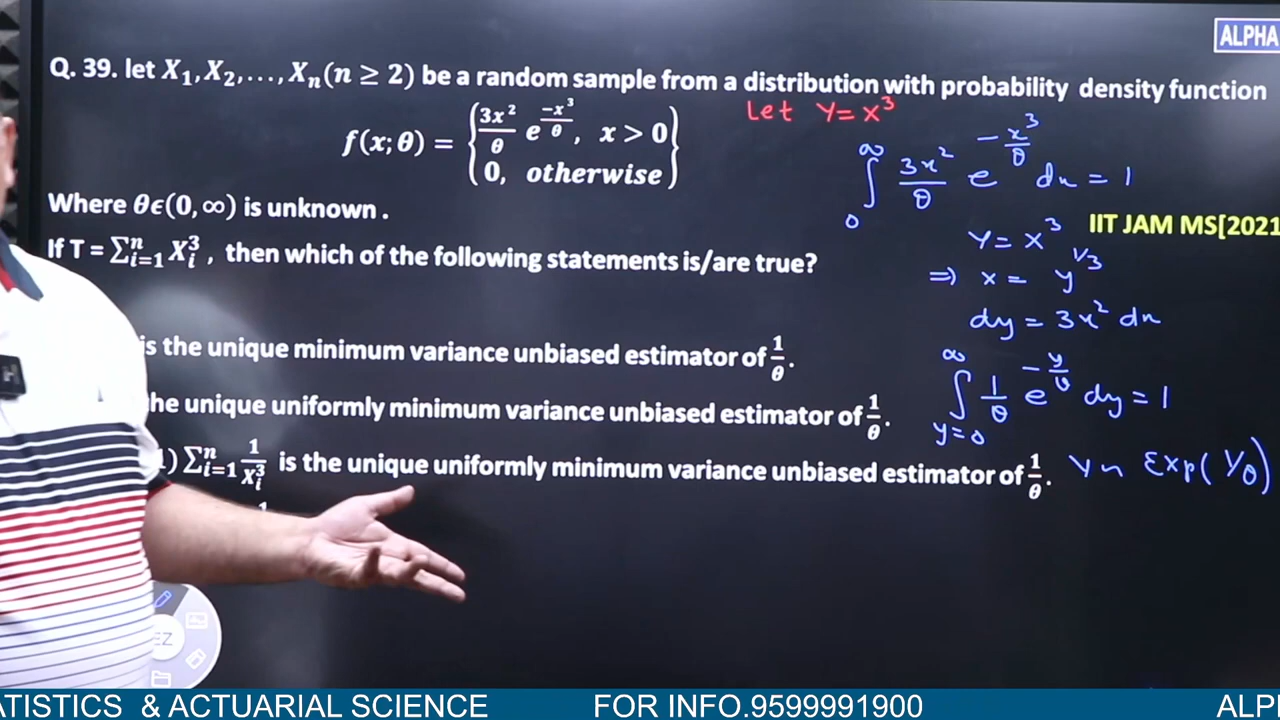 ALPHA
Q. 39. let X₁, X₂, …, Xₙ(n ≥ 2) be a random sample from a distribution with probability density function
f(x; θ) = { 3x²/θ e^(-x³/θ), x > 0
0, otherwise }
Let Y = X³
∫₀^∞ 3x²/θ e^(-x³/θ) dx = 1
Where θϵ(0, ∞) is unknown .
IIT JAM MS[2021
Y = X³
If T = ∑ᵢ₌₁ⁿ Xᵢ³ , then which of the following statements is/are true?
⇒ x = y^(1/3)
dy = 3x² dx
is the unique minimum variance unbiased estimator of 1/θ.
∫_(y=0)^∞ 1/θ e^(-y/θ) dy = 1
he unique uniformly minimum variance unbiased estimator of 1/θ.
1) ∑ᵢ₌₁ⁿ 1/Xᵢ³ is the unique uniformly minimum variance unbiased estimator of 1/θ.
Y ~ Exp(1/θ)
1
EZ
ATISTICS & ACTUARIAL SCIENCE FOR INFO.9599991900 ALP